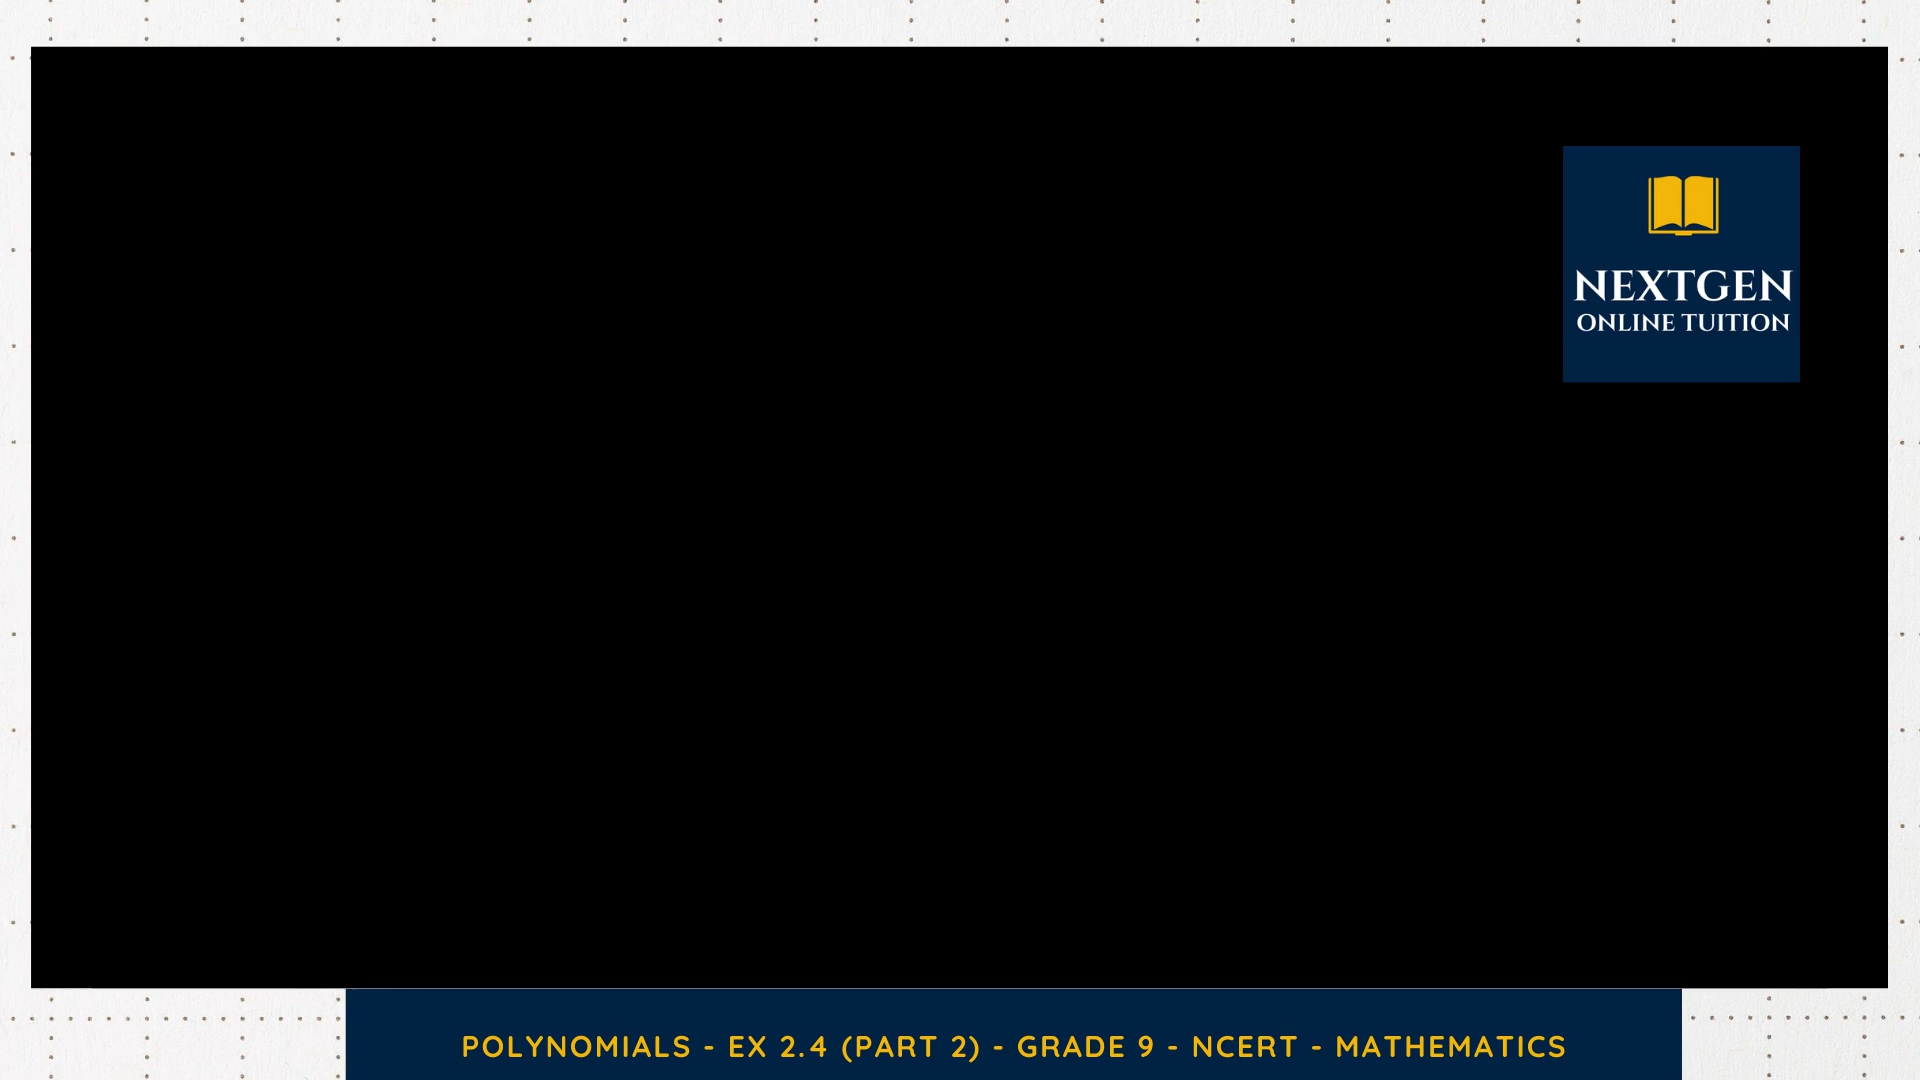 NEXTGEN
ONLINE TUITION
POLYNOMIALS - EX 2.4 (PART 2) - GRADE 9 - NCERT - MATHEMATICS